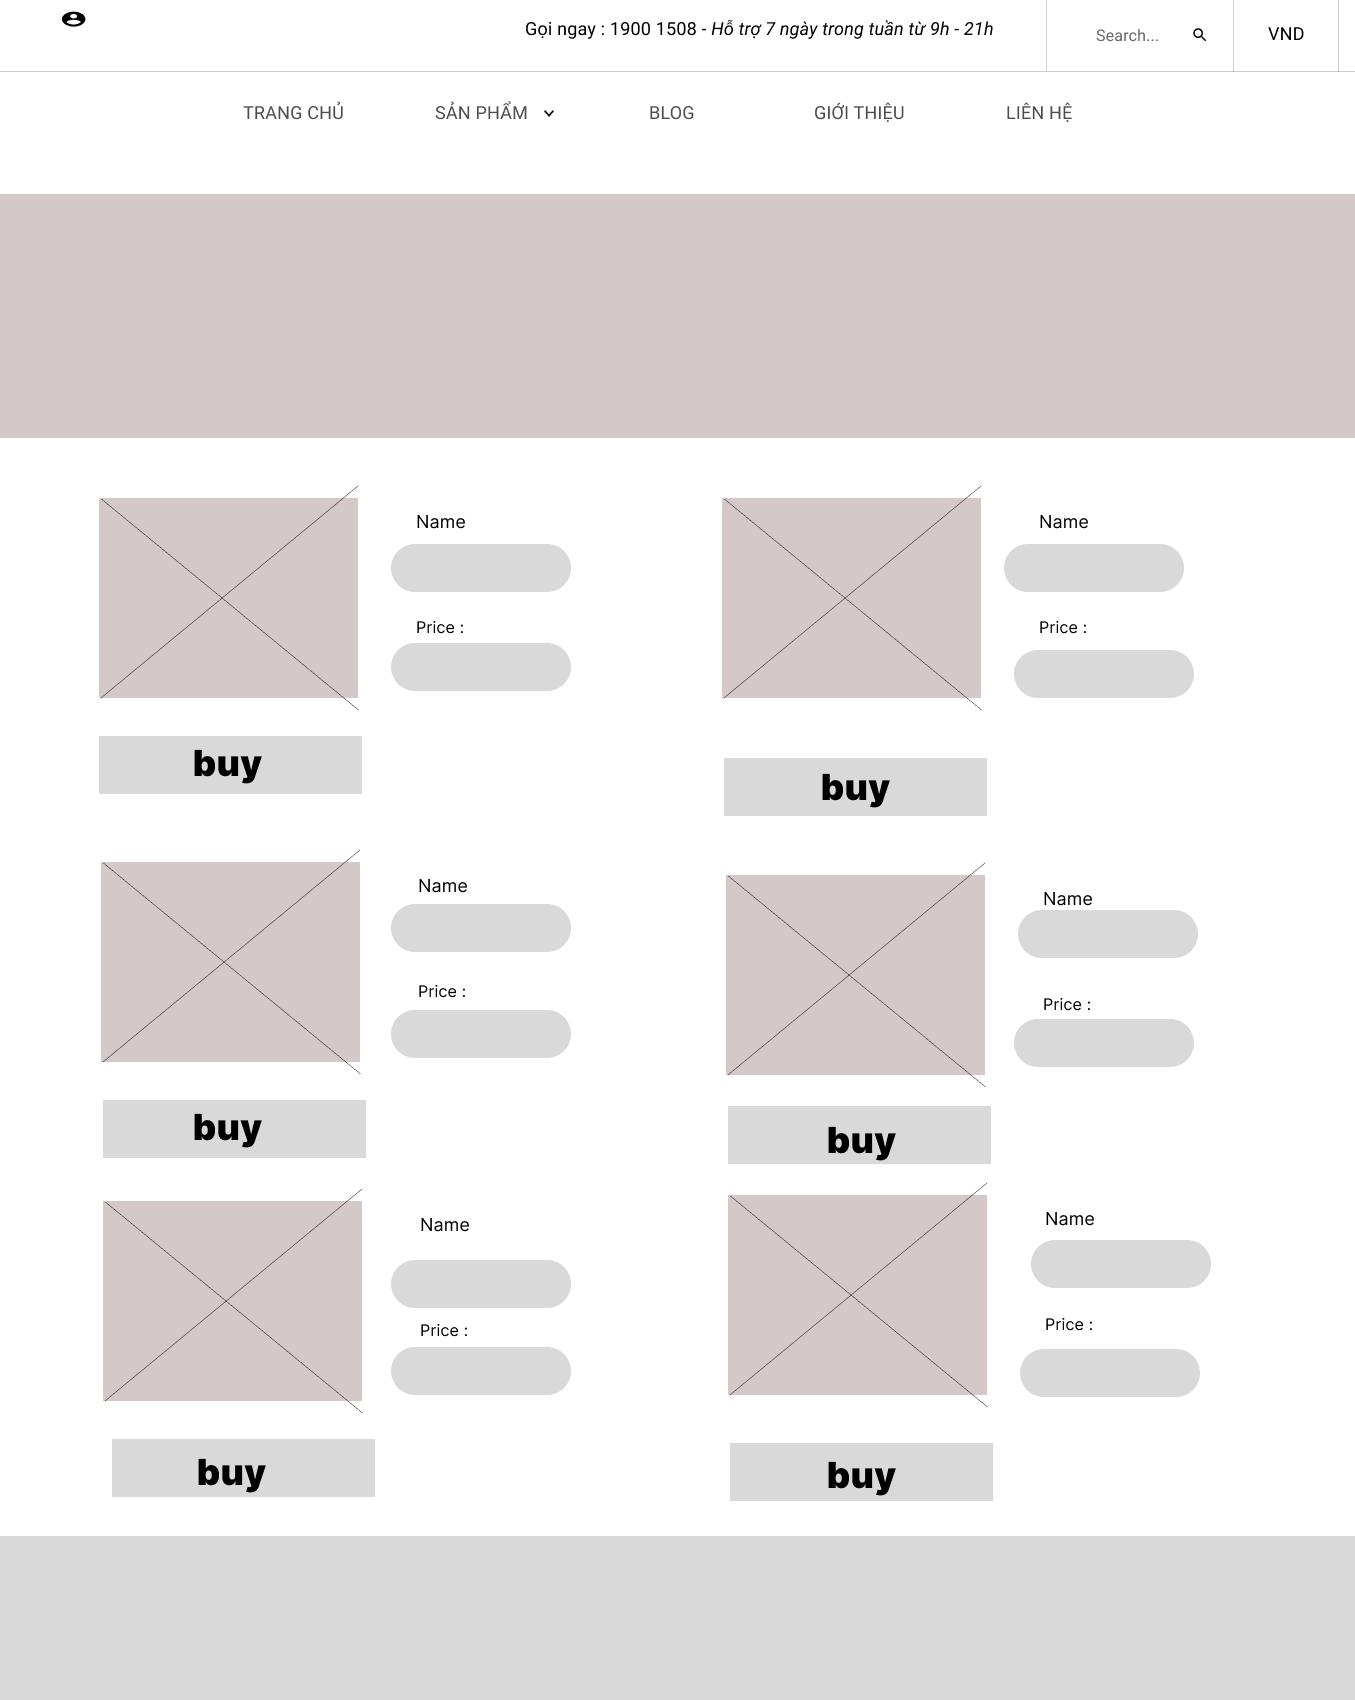 Gọi ngay : 1900 1508 - Hỗ trợ 7 ngày trong tuần từ 9h - 21h
Search...
VND
TRANG CHỦ
SẢN PHẨM
BLOG
GIỚI THIỆU
LIÊN HỆ
Name
Price :
buy
Name
Price :
buy
Name
Price :
buy
Name
Price :
buy
Name
Price :
buy
Name
Price :
buy